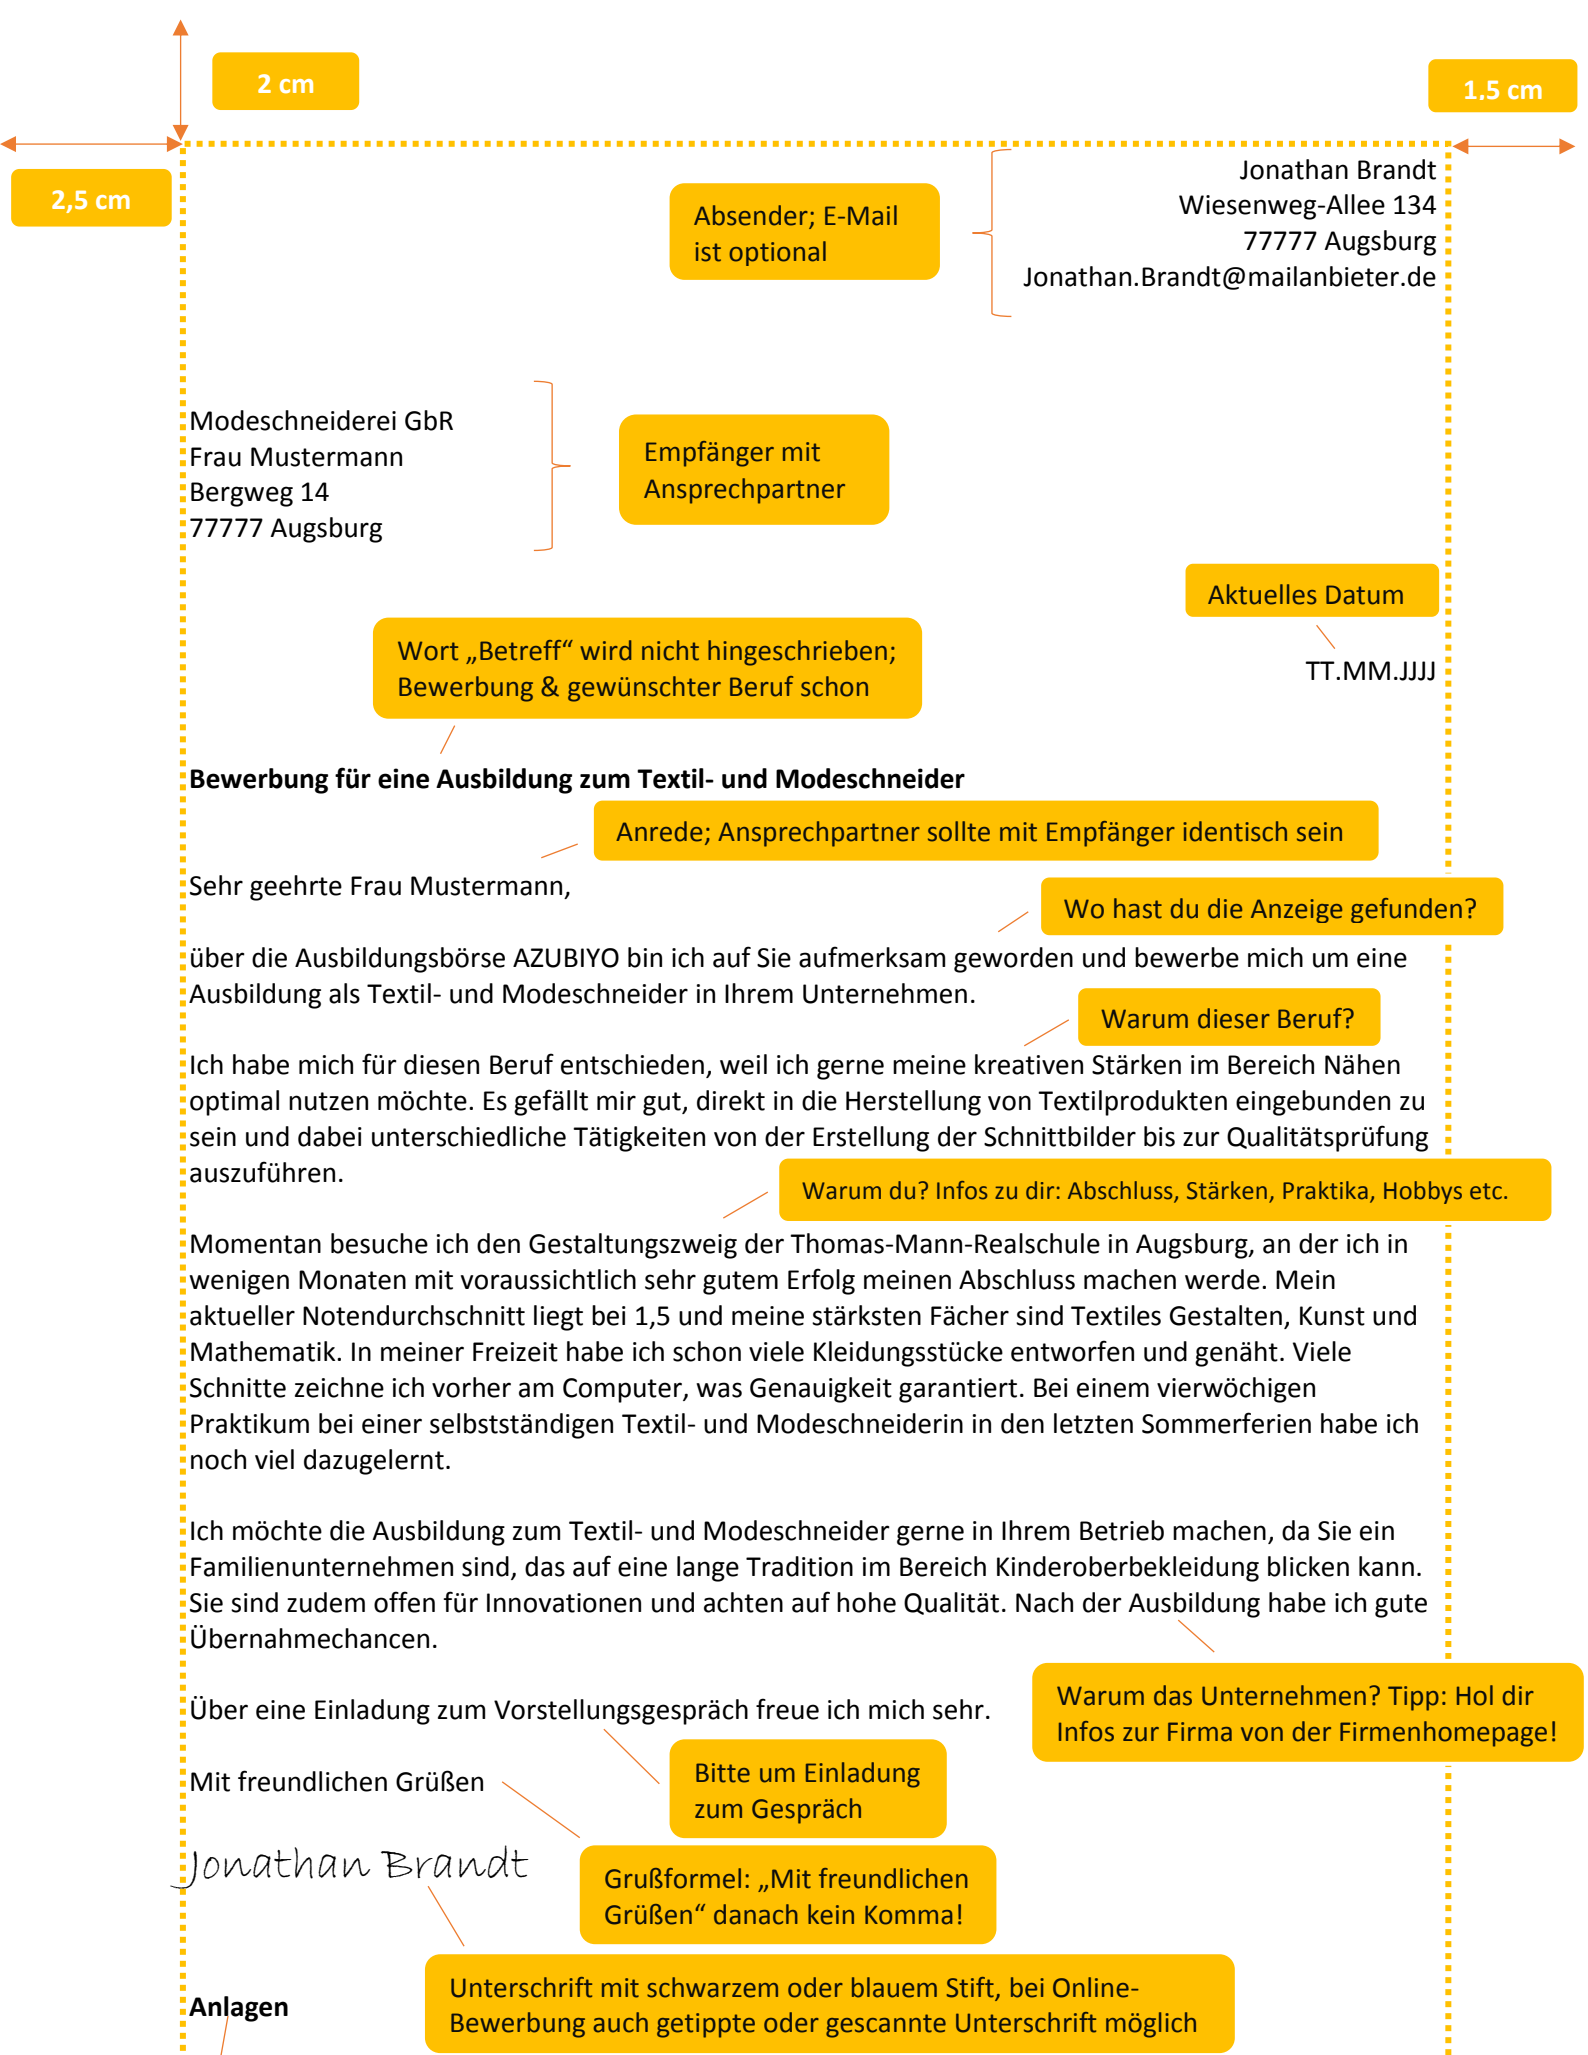 2 cm
1,5 cm
2,5 cm
Jonathan Brandt
Wiesenweg-Allee 134
77777 Augsburg
Jonathan.Brandt@mailanbieter.de
Absender; E-Mail
ist optional
Modeschneiderei GbR
Frau Mustermann
Bergweg 14
77777 Augsburg
Empfänger mit
Ansprechpartner
Aktuelles Datum
TT.MM.JJJJ
Wort „Betreff“ wird nicht hingeschrieben;
Bewerbung & gewünschter Beruf schon
Bewerbung für eine Ausbildung zum Textil- und Modeschneider
Anrede; Ansprechpartner sollte mit Empfänger identisch sein
Sehr geehrte Frau Mustermann,
Wo hast du die Anzeige gefunden?
über die Ausbildungsbörse AZUBIYO bin ich auf Sie aufmerksam geworden und bewerbe mich um eine
Ausbildung als Textil- und Modeschneider in Ihrem Unternehmen.
Warum dieser Beruf?
Ich habe mich für diesen Beruf entschieden, weil ich gerne meine kreativen Stärken im Bereich Nähen
optimal nutzen möchte. Es gefällt mir gut, direkt in die Herstellung von Textilprodukten eingebunden zu
sein und dabei unterschiedliche Tätigkeiten von der Erstellung der Schnittbilder bis zur Qualitätsprüfung
auszuführen.
Warum du? Infos zu dir: Abschluss, Stärken, Praktika, Hobbys etc.
Momentan besuche ich den Gestaltungszweig der Thomas-Mann-Realschule in Augsburg, an der ich in
wenigen Monaten mit voraussichtlich sehr gutem Erfolg meinen Abschluss machen werde. Mein
aktueller Notendurchschnitt liegt bei 1,5 und meine stärksten Fächer sind Textiles Gestalten, Kunst und
Mathematik. In meiner Freizeit habe ich schon viele Kleidungsstücke entworfen und genäht. Viele
Schnitte zeichne ich vorher am Computer, was Genauigkeit garantiert. Bei einem vierwöchigen
Praktikum bei einer selbstständigen Textil- und Modeschneiderin in den letzten Sommerferien habe ich
noch viel dazugelernt.
Ich möchte die Ausbildung zum Textil- und Modeschneider gerne in Ihrem Betrieb machen, da Sie ein
Familienunternehmen sind, das auf eine lange Tradition im Bereich Kinderoberbekleidung blicken kann.
Sie sind zudem offen für Innovationen und achten auf hohe Qualität. Nach der Ausbildung habe ich gute
Übernahmechancen.
Warum das Unternehmen? Tipp: Hol dir
Infos zur Firma von der Firmenhomepage!
Über eine Einladung zum Vorstellungsgespräch freue ich mich sehr.
Bitte um Einladung
zum Gespräch
Mit freundlichen Grüßen
Jonathan Brandt
Grußformel: „Mit freundlichen
Grüßen“ danach kein Komma!
Unterschrift mit schwarzem oder blauem Stift, bei Online-
Bewerbung auch getippte oder gescannte Unterschrift möglich
Anlagen